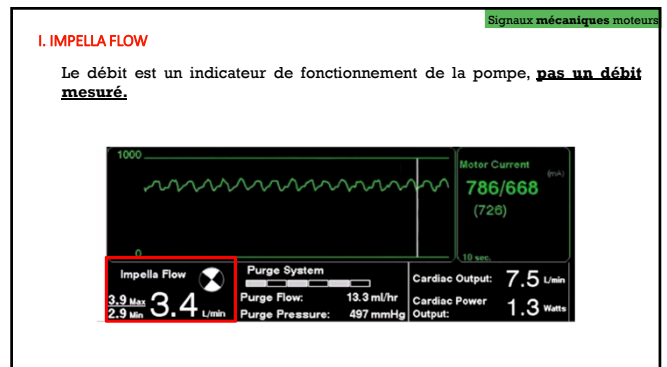 Signaux mécaniques moteurs
I. IMPELLA FLOW
Le débit est un indicateur de fonctionnement de la pompe, pas un débit
mesuré.
1000
Motor Current
(mA)
786/668
(726)
0
10 sec.
Impella Flow
3.9 Max
2.9 Min
3.4 L/min
Purge System
Purge Flow: 13.3 ml/hr
Purge Pressure: 497 mmHg
Cardiac Output: 7.5 L/min
Cardiac Power
Output: 1.3 Watts